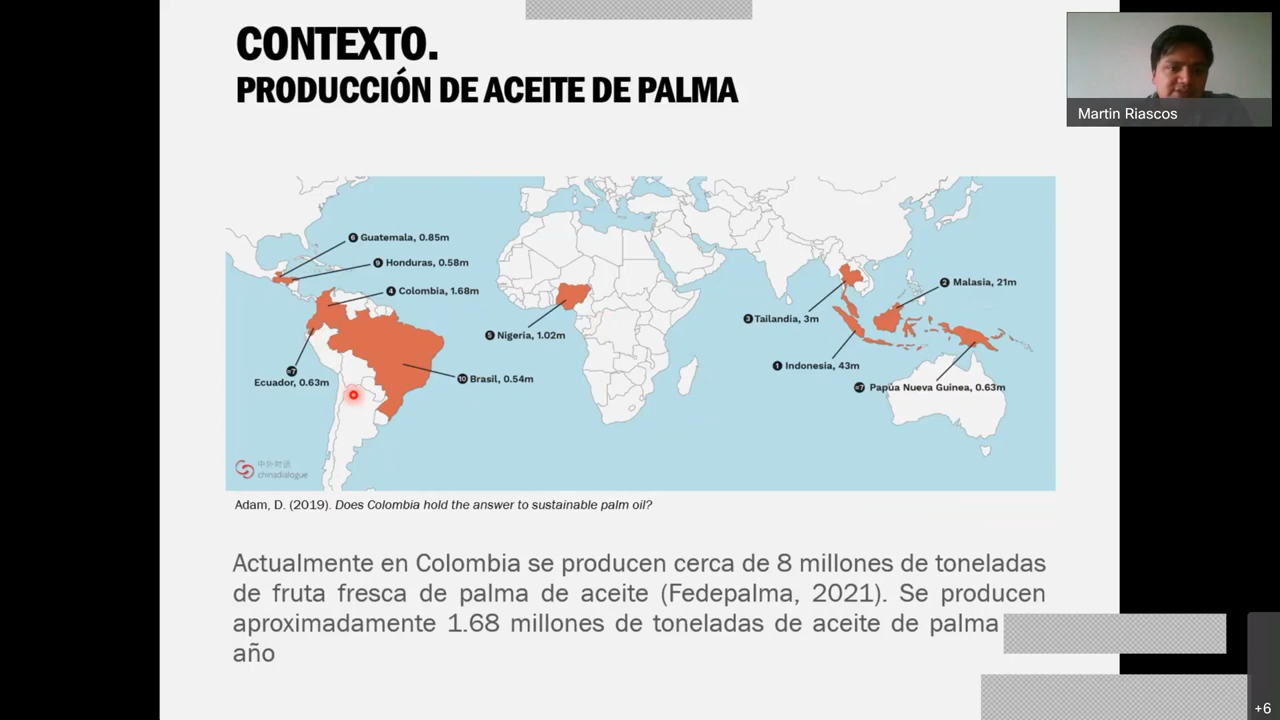 CONTEXTO.
PRODUCCIÓN DE ACEITE DE PALMA
Martin Riascos
6 Guatemala, 0.85m
9 Honduras, 0.58m
4 Colombia, 1.68m
5 Nigeria, 1.02m
=7
Ecuador, 0.63m
10 Brasil, 0.54m
2 Malasia, 21m
3 Tailandia, 3m
1 Indonesia, 43m
=7 Papúa Nueva Guinea, 0.63m
中外对话
chinadialogue
Adam, D. (2019). Does Colombia hold the answer to sustainable palm oil?
Actualmente en Colombia se producen cerca de 8 millones de toneladas
de fruta fresca de palma de aceite (Fedepalma, 2021). Se producen
aproximadamente 1.68 millones de toneladas de aceite de palma
año
+6